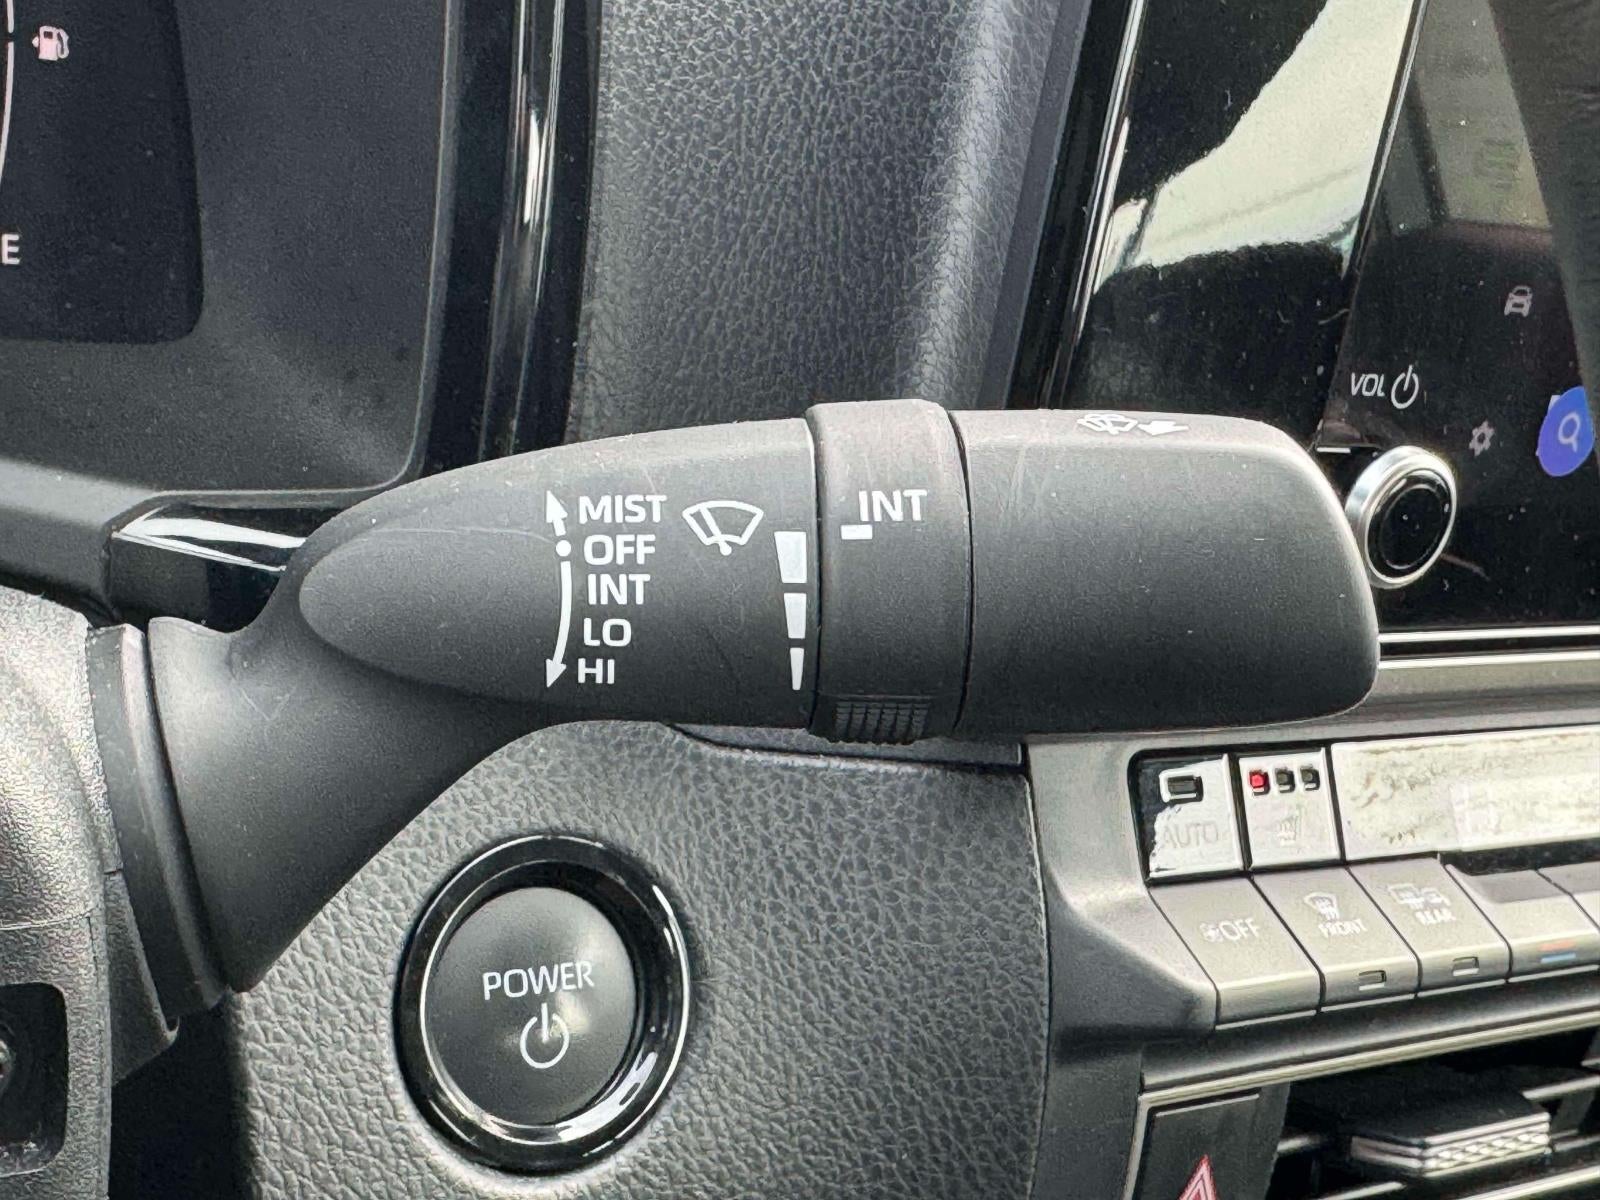 E
VOL
MIST
OFF
INT
LO
HI
INT
POWER
AUTO
OFF
FRONT
REAR